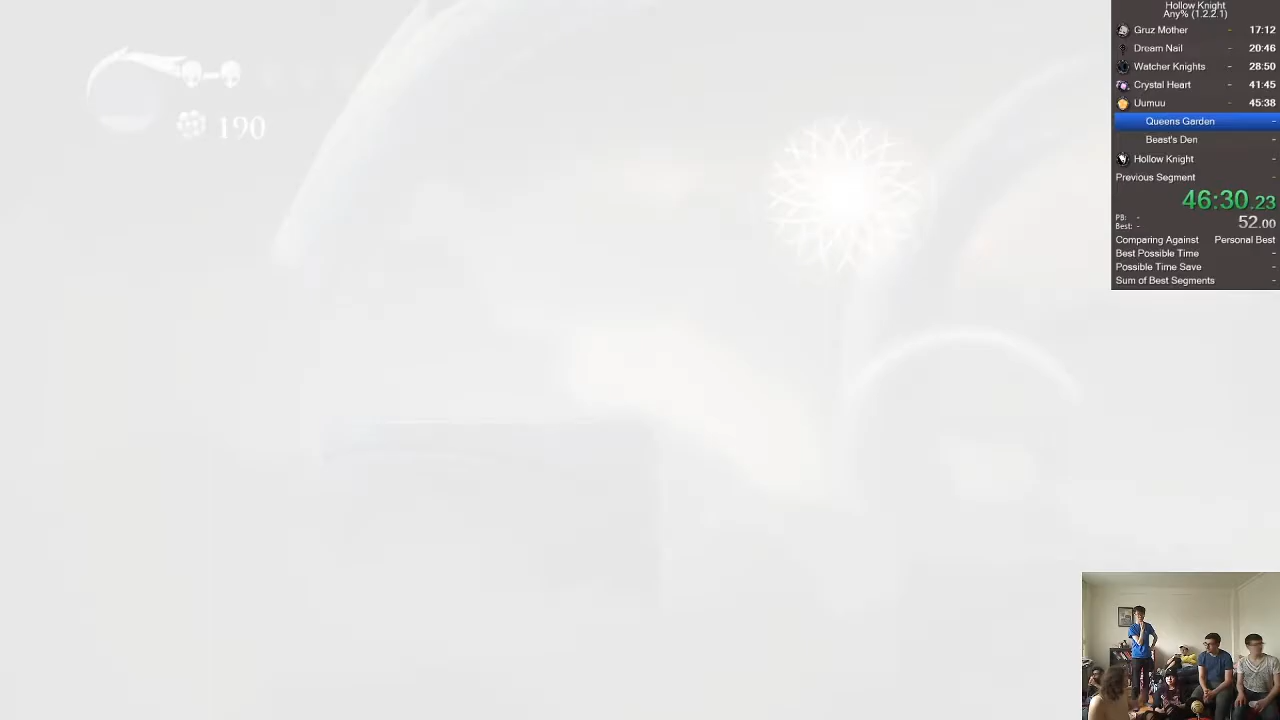 Hollow Knight
Any% (1.2.2.1)
Gruz Mother - 17:12
Dream Nail - 20:46
Watcher Knights - 28:50
Crystal Heart - 41:45
Uumuu - 45:38
Queens Garden -
Beast's Den -
Hollow Knight -
Previous Segment -
46:30.23
PB: -
52.00
Best: -
Comparing Against Personal Best
Best Possible Time -
Possible Time Save -
Sum of Best Segments -
190